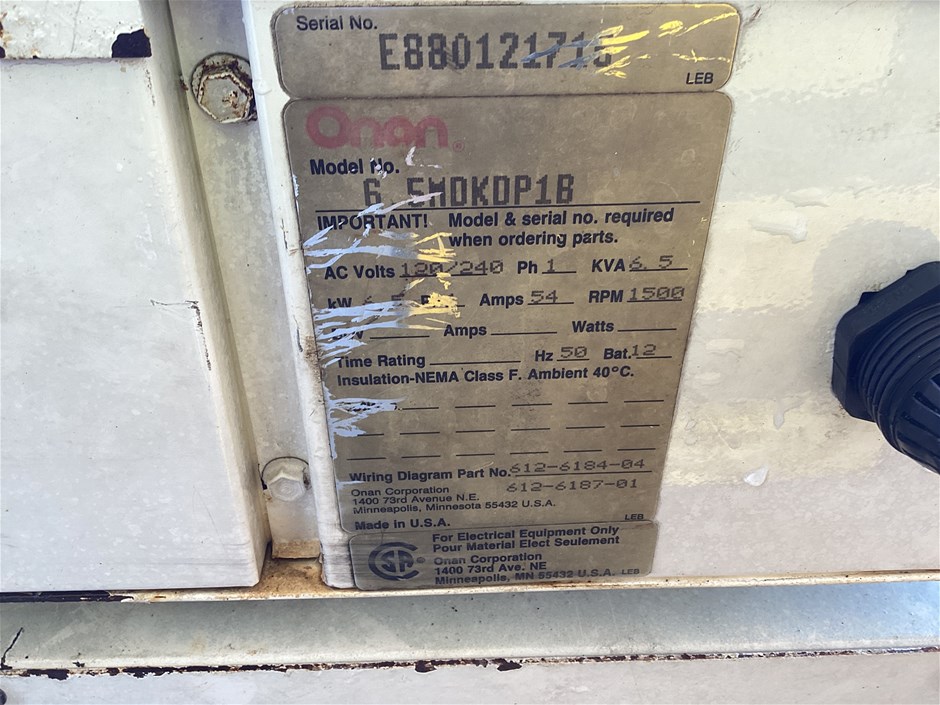 Serial No.
E880121716
LEB
Onan®
Model No.
6.5MDKDP1B
IMPORTANT! Model & serial no. required
when ordering parts.
AC Volts 120/240 Ph 1 KVA 6.5
kW 6.5 Amps 54 RPM 1500
Amps Watts
Time Rating Hz 50 Bat. 12
Insulation-NEMA Class F. Ambient 40°C.
Wiring Diagram Part No. 612-6184-04
612-6187-01
Onan Corporation
1400 73rd Avenue N.E.
Minneapolis, Minnesota 55432 U.S.A.
Made in U.S.A.
LEB
For Electrical Equipment Only
Pour Material Elect Seulement
Onan Corporation
1400 73rd Ave. NE
Minneapolis, MN 55432 U.S.A. LEB